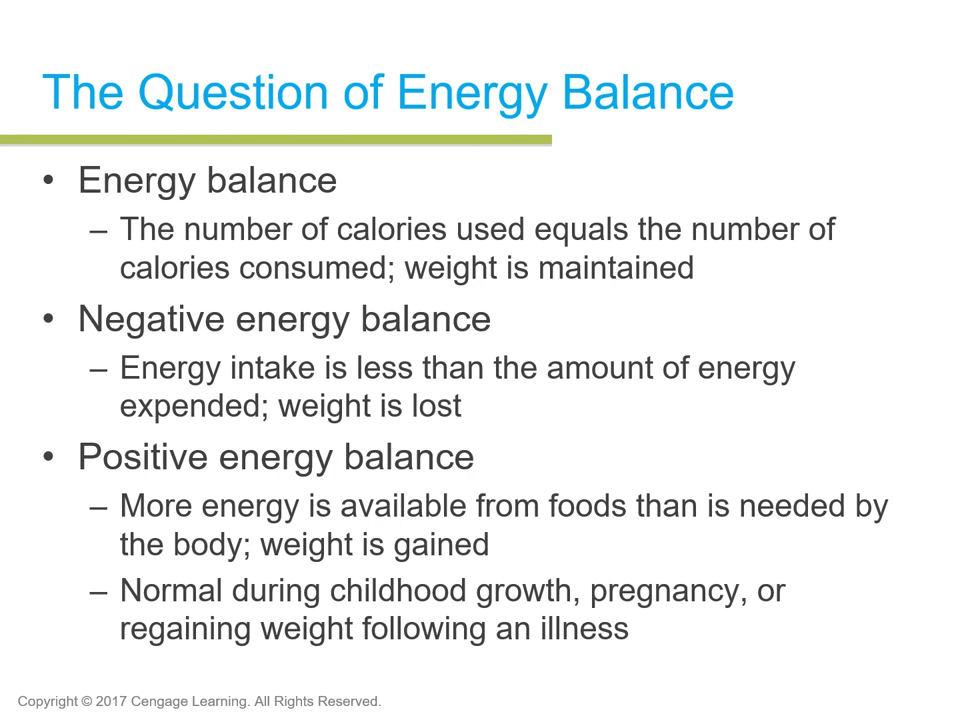 The Question of Energy Balance
• Energy balance
– The number of calories used equals the number of
calories consumed; weight is maintained
• Negative energy balance
– Energy intake is less than the amount of energy
expended; weight is lost
• Positive energy balance
– More energy is available from foods than is needed by
the body; weight is gained
– Normal during childhood growth, pregnancy, or
regaining weight following an illness
Copyright © 2017 Cengage Learning. All Rights Reserved.